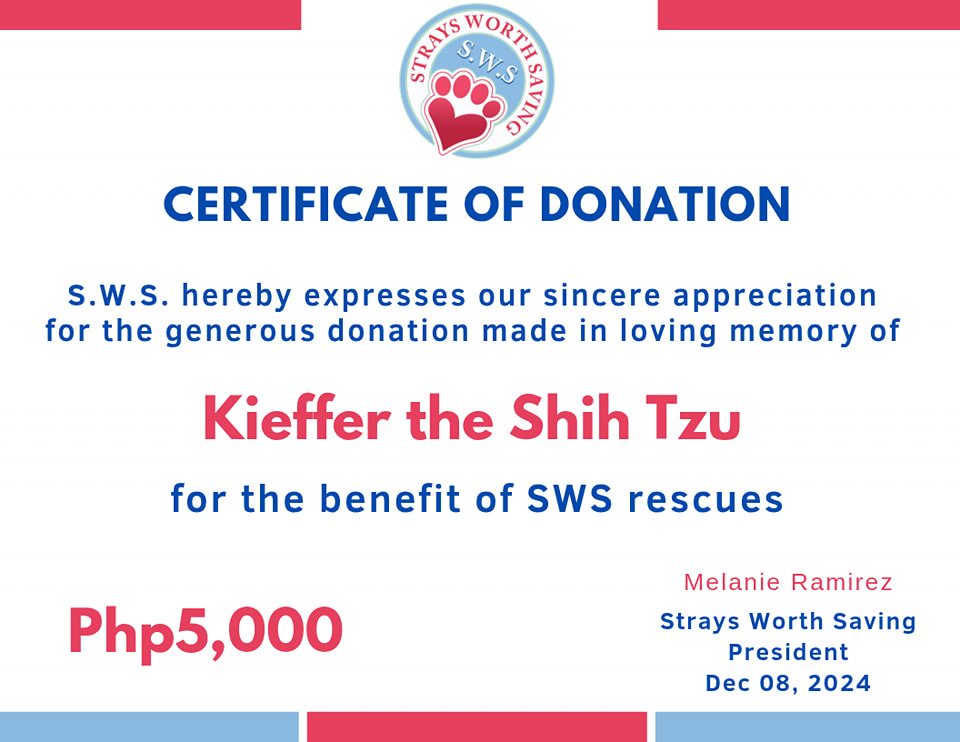 STRAYS WORTH SAVING
S.W.S
CERTIFICATE OF DONATION
S.W.S. hereby expresses our sincere appreciation
for the generous donation made in loving memory of
Kieffer the Shih Tzu
for the benefit of SWS rescues
Php5,000
Melanie Ramirez
Strays Worth Saving
President
Dec 08, 2024